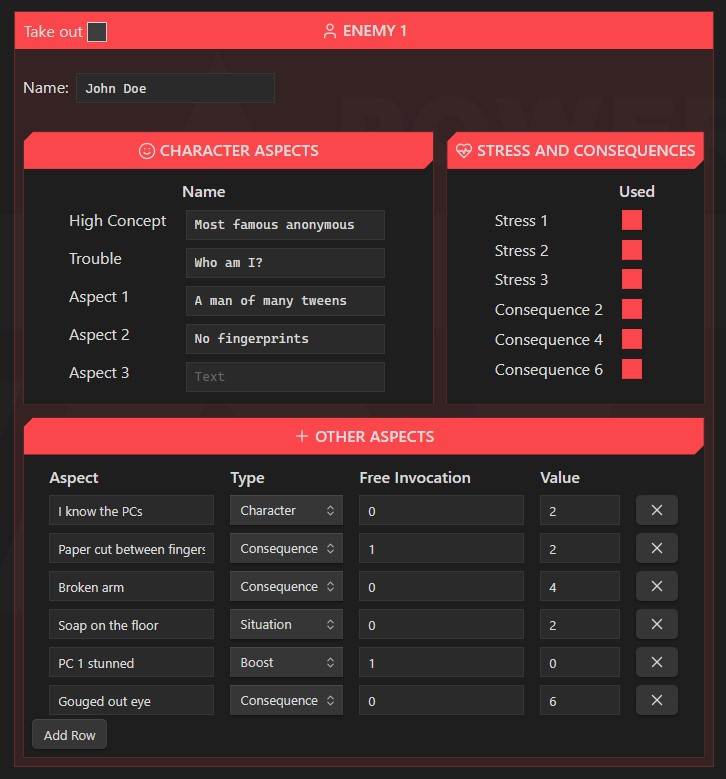 Take out ENEMY 1
Name: John Doe
CHARACTER ASPECTS
Name
High Concept Most famous anonymous
Trouble Who am I?
Aspect 1 A man of many tweens
Aspect 2 No fingerprints
Aspect 3 Text
STRESS AND CONSEQUENCES
Used
Stress 1
Stress 2
Stress 3
Consequence 2
Consequence 4
Consequence 6
OTHER ASPECTS
Aspect Type Free Invocation Value
I know the PCs Character 0 2
Paper cut between fingers Consequence 1 2
Broken arm Consequence 0 4
Soap on the floor Situation 0 2
PC 1 stunned Boost 1 0
Gouged out eye Consequence 0 6
Add Row